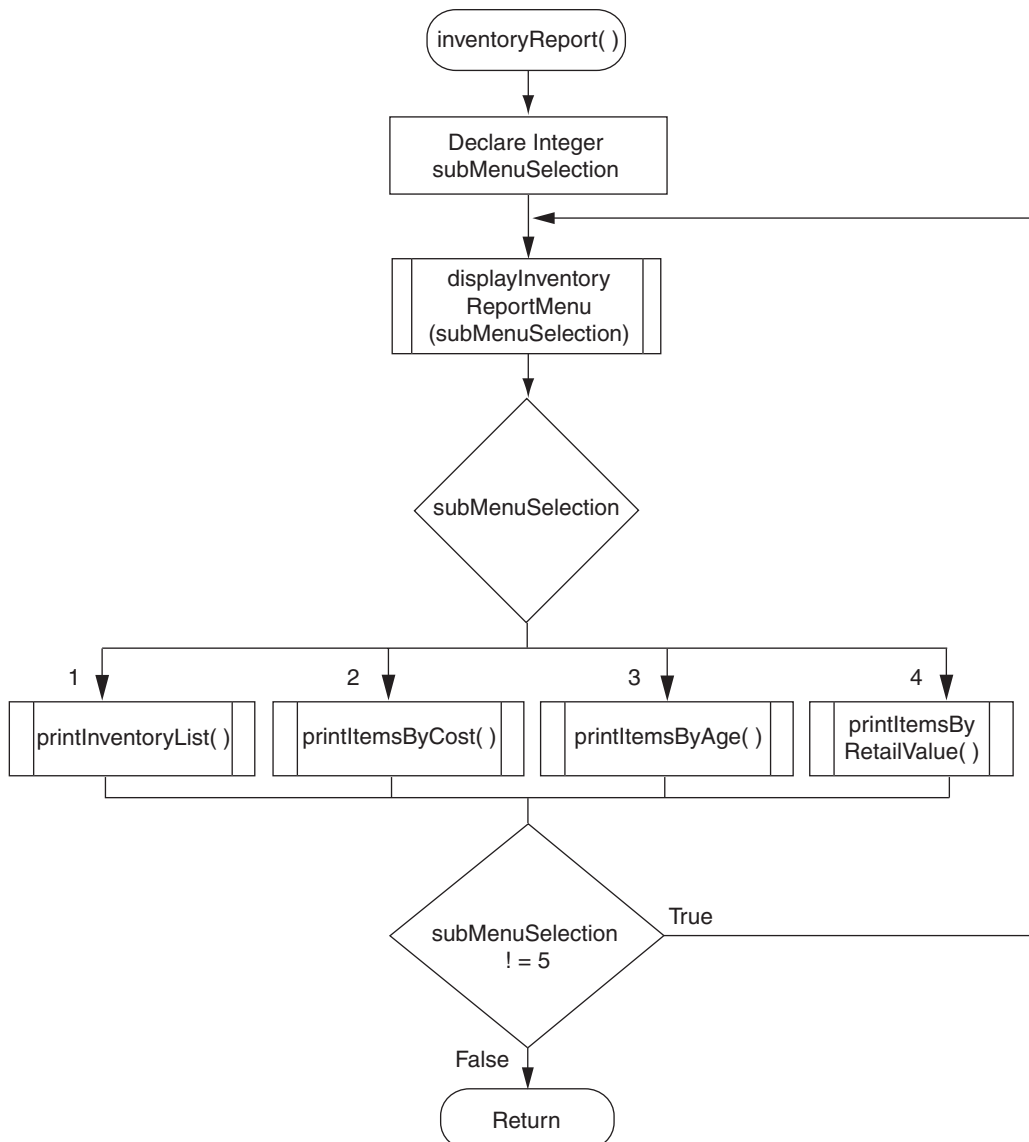 inventoryReport( )
Declare Integer
subMenuSelection
displayInventory
ReportMenu
(subMenuSelection)
subMenuSelection
1
2
3
4
printInventoryList( )
printItemsByCost( )
printItemsByAge( )
printItemsBy
RetailValue( )
True
subMenuSelection
! = 5
False
Return